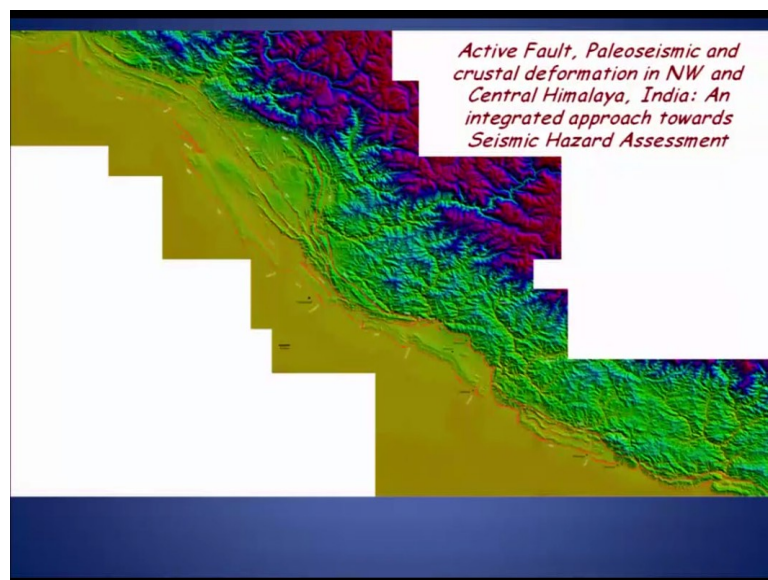 Active Fault, Paleoseismic and
crustal deformation in NW and
Central Himalaya, India: An
integrated approach towards
Seismic Hazard Assessment